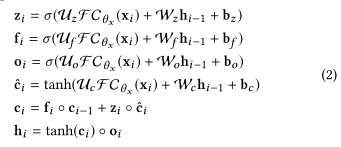 z_i = σ(𝒰_z ℱ𝒞_{θ_x}(x_i) + 𝒲_z h_{i−1} + b_z)
f_i = σ(𝒰_f ℱ𝒞_{θ_x}(x_i) + 𝒲_f h_{i−1} + b_f)
o_i = σ(𝒰_o ℱ𝒞_{θ_x}(x_i) + 𝒲_o h_{i−1} + b_o)
ĉ_i = tanh(𝒰_c ℱ𝒞_{θ_x}(x_i) + 𝒲_c h_{i−1} + b_c)
c_i = f_i ∘ c_{i−1} + z_i ∘ ĉ_i
h_i = tanh(c_i) ∘ o_i
(2)